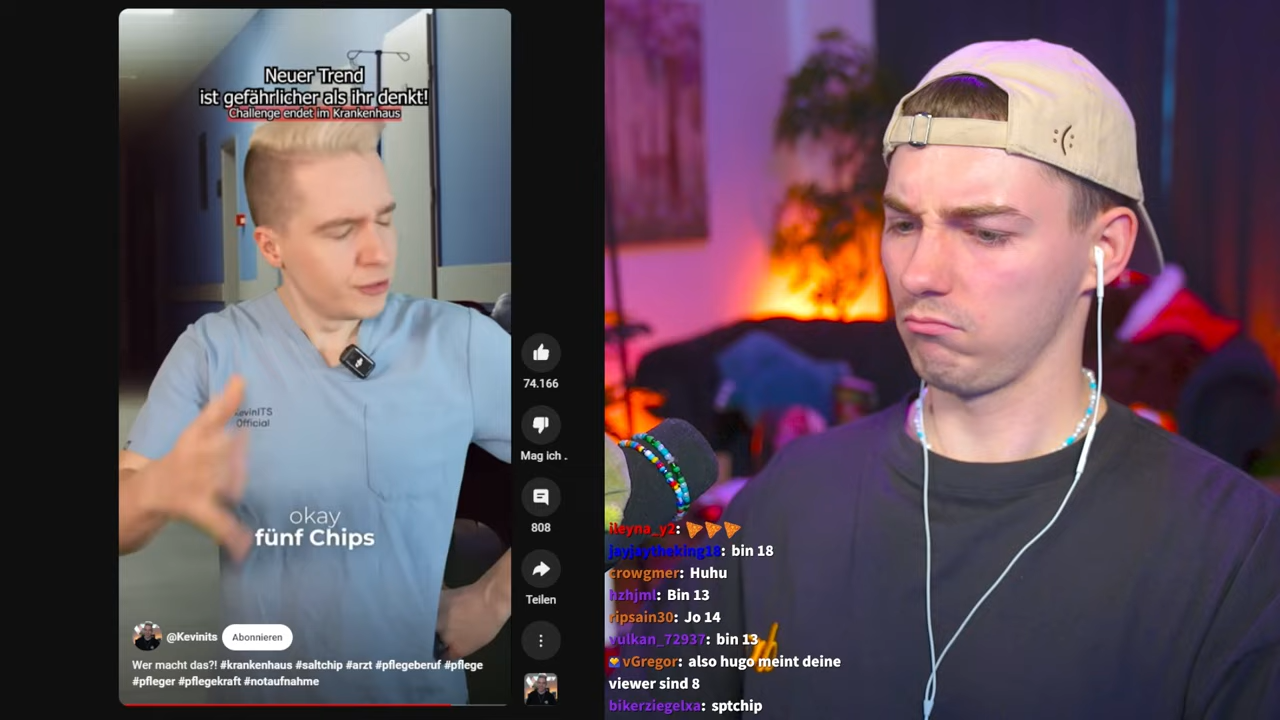 Neuer Trend
ist gefährlicher als ihr denkt!
Challenge endet im Krankenhaus
KevinITS
Official
okay
fünf Chips
74.166
Mag ich .
808
Teilen
@Kevinits
Abonnieren
Wer macht das?! #krankenhaus #saltchip #arzt #pflegeberuf #pflege
#pfleger #pflegekraft #notaufnahme
ileyna_y2:
jayjaytheking18: bin 18
crowgmer: Huhu
hzhjml: Bin 13
ripsain30: Jo 14
vulkan_72937: bin 13
vGregor: also hugo meint deine
viewer sind 8
bikerziegelxa: sptchip